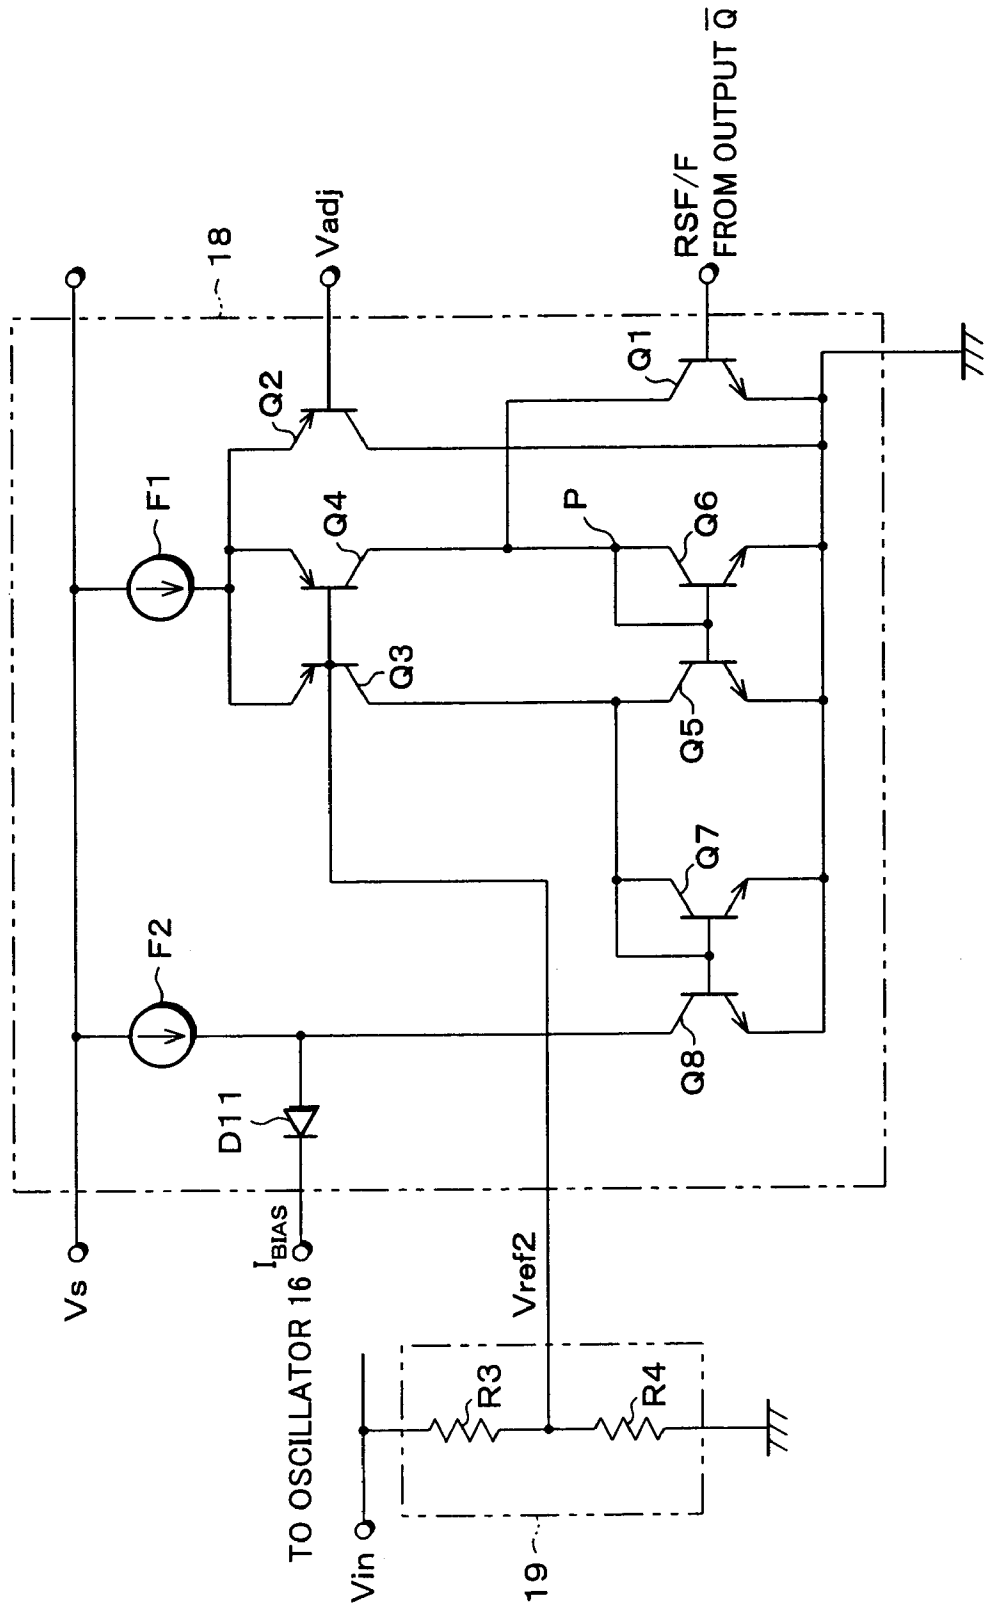 Vs
F2
F1
18
TO OSCILLATOR 16
IBIAS
D11
Q2
Vadj
Vin
Q3
Q4
19
R3
R4
Vref2
P
Q8
Q7
Q5
Q6
Q1
RSF/F
FROM OUTPUT Q̅